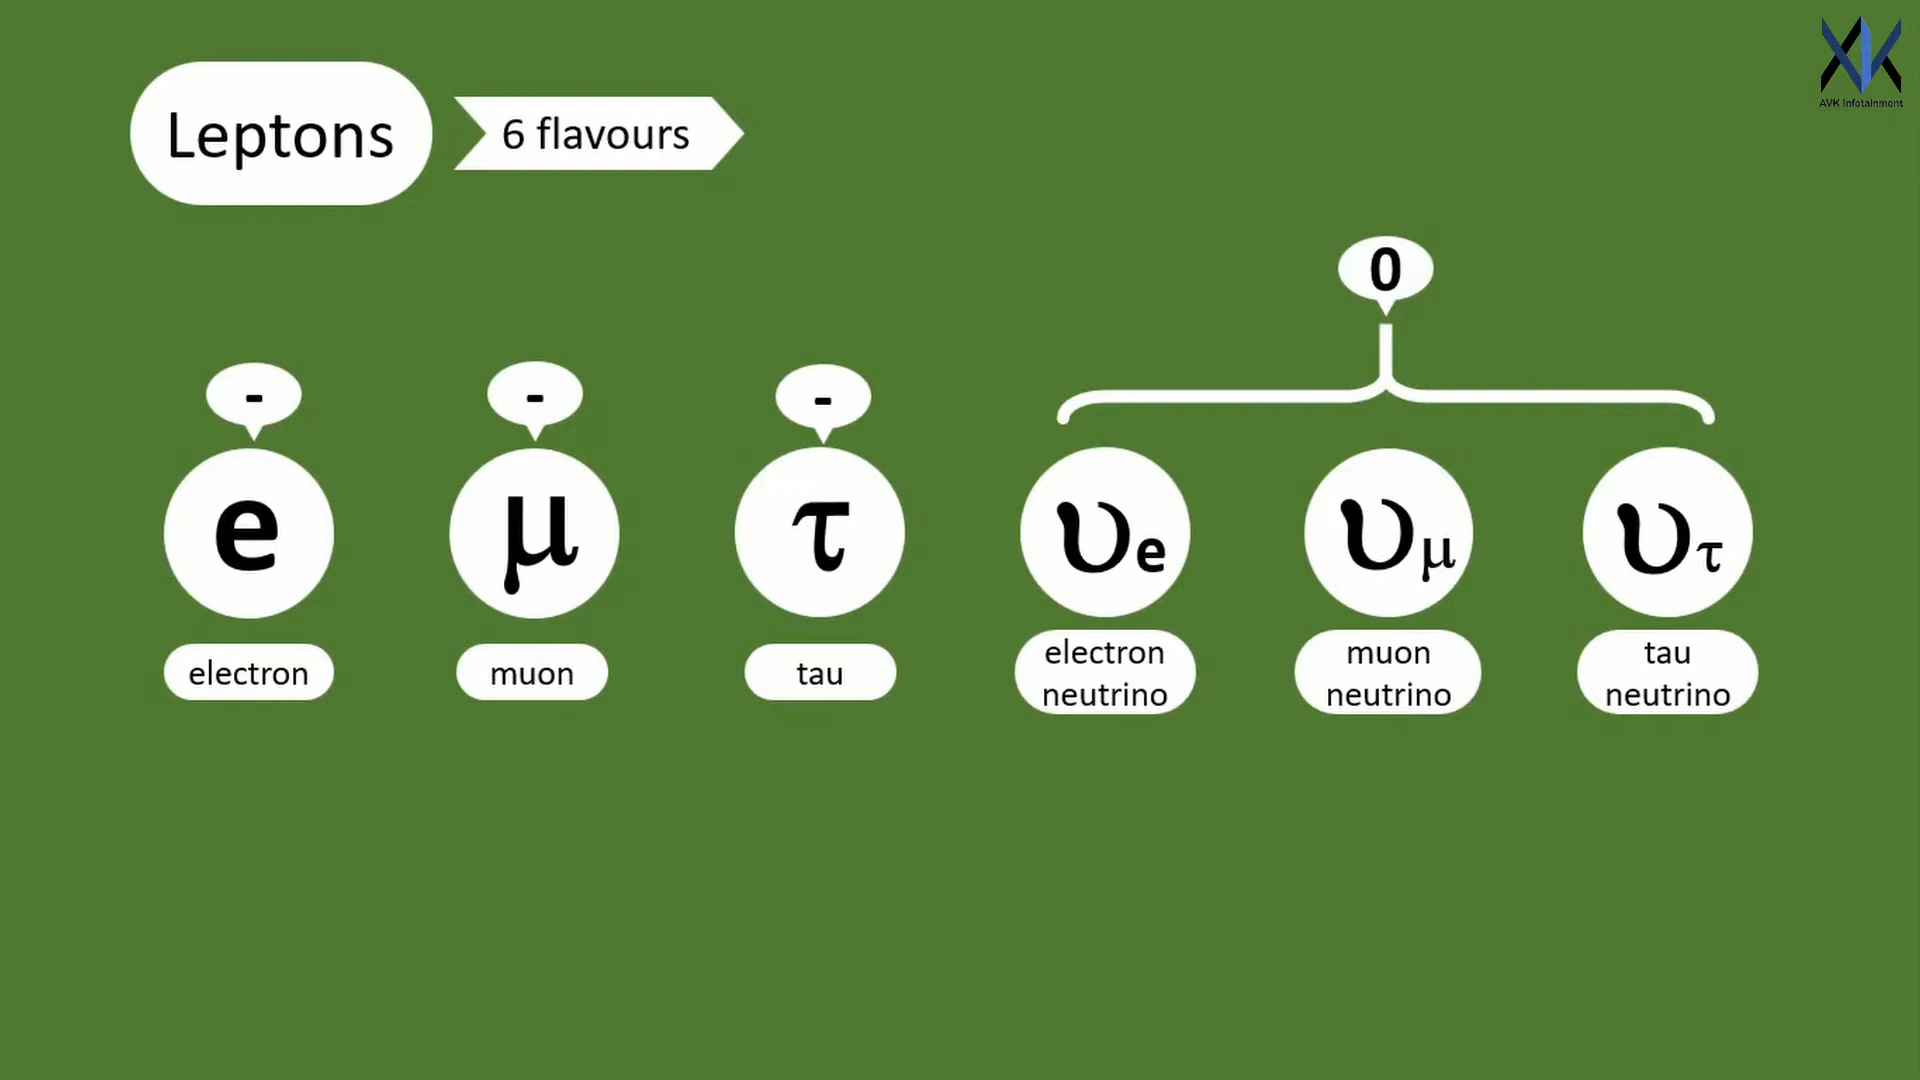 Leptons
6 flavours
AVK Infotainment
0
- - -
e μ τ υe υμ υτ
electron muon tau electron neutrino muon neutrino tau neutrino